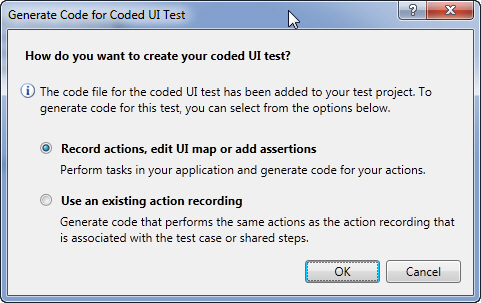 Generate Code for Coded UI Test
How do you want to create your coded UI test?
The code file for the coded UI test has been added to your test project. To
generate code for this test, you can select from the options below.
Record actions, edit UI map or add assertions
Perform tasks in your application and generate code for your actions.
Use an existing action recording
Generate code that performs the same actions as the action recording that
is associated with the test case or shared steps.
OK Cancel